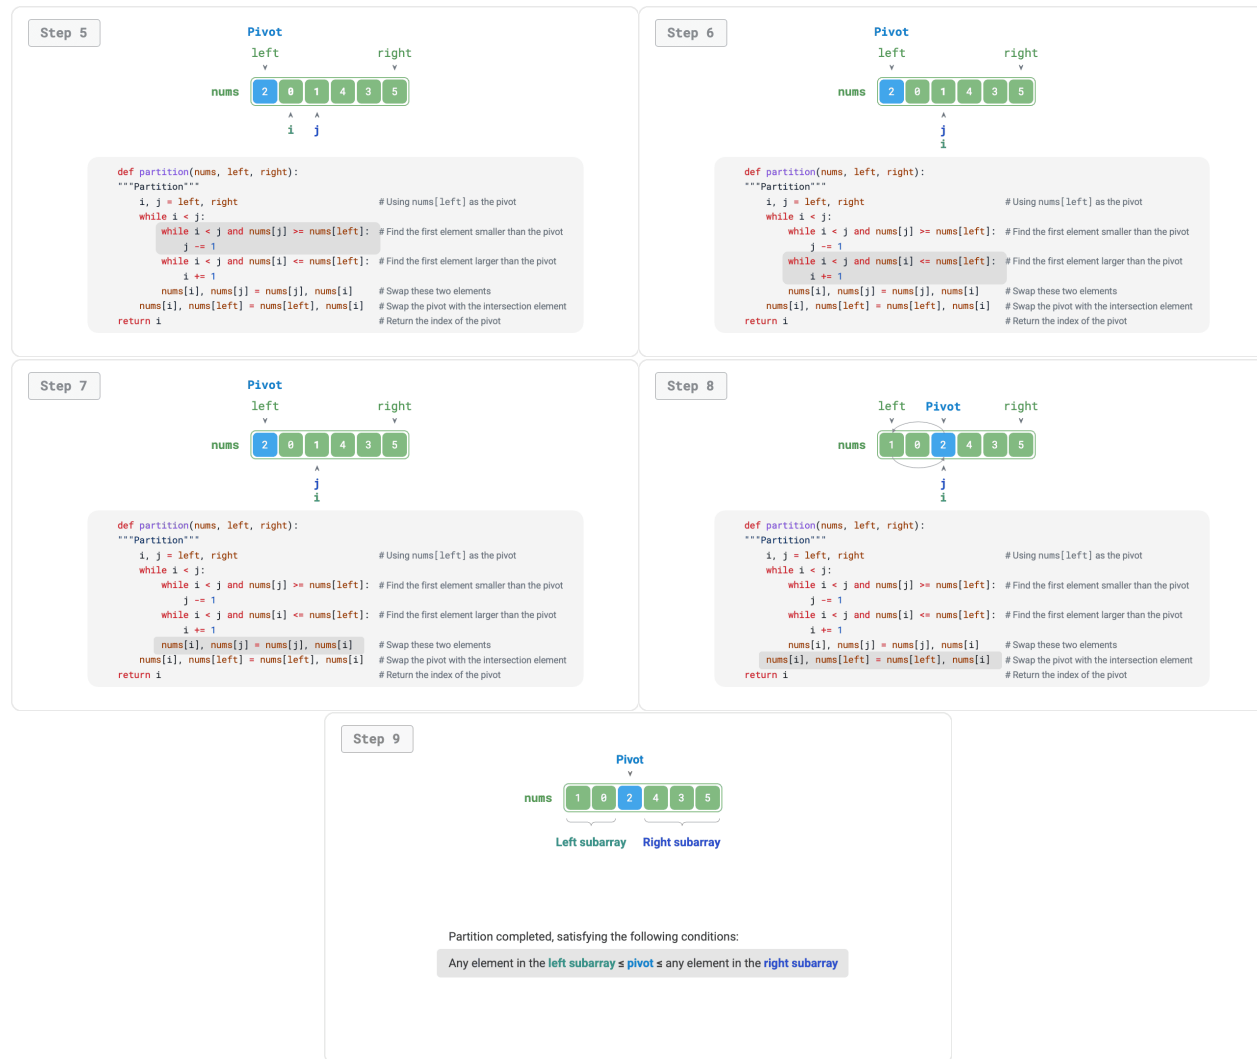 Step 5
Pivot
left right
nums 2 0 1 4 3 5
i j
def partition(nums, left, right):
"""Partition"""
i, j = left, right # Using nums[left] as the pivot
while i < j:
while i < j and nums[j] >= nums[left]: # Find the first element smaller than the pivot
j -= 1
while i < j and nums[i] <= nums[left]: # Find the first element larger than the pivot
i += 1
nums[i], nums[j] = nums[j], nums[i] # Swap these two elements
nums[i], nums[left] = nums[left], nums[i] # Swap the pivot with the intersection element
return i # Return the index of the pivot
Step 6
Pivot
left right
nums 2 0 1 4 3 5
j
i
def partition(nums, left, right):
"""Partition"""
i, j = left, right # Using nums[left] as the pivot
while i < j:
while i < j and nums[j] >= nums[left]: # Find the first element smaller than the pivot
j -= 1
while i < j and nums[i] <= nums[left]: # Find the first element larger than the pivot
i += 1
nums[i], nums[j] = nums[j], nums[i] # Swap these two elements
nums[i], nums[left] = nums[left], nums[i] # Swap the pivot with the intersection element
return i # Return the index of the pivot
Step 7
Pivot
left right
nums 2 0 1 4 3 5
j
i
def partition(nums, left, right):
"""Partition"""
i, j = left, right # Using nums[left] as the pivot
while i < j:
while i < j and nums[j] >= nums[left]: # Find the first element smaller than the pivot
j -= 1
while i < j and nums[i] <= nums[left]: # Find the first element larger than the pivot
i += 1
nums[i], nums[j] = nums[j], nums[i] # Swap these two elements
nums[i], nums[left] = nums[left], nums[i] # Swap the pivot with the intersection element
return i # Return the index of the pivot
Step 8
left Pivot right
nums 1 0 2 4 3 5
j
i
def partition(nums, left, right):
"""Partition"""
i, j = left, right # Using nums[left] as the pivot
while i < j:
while i < j and nums[j] >= nums[left]: # Find the first element smaller than the pivot
j -= 1
while i < j and nums[i] <= nums[left]: # Find the first element larger than the pivot
i += 1
nums[i], nums[j] = nums[j], nums[i] # Swap these two elements
nums[i], nums[left] = nums[left], nums[i] # Swap the pivot with the intersection element
return i # Return the index of the pivot
Step 9
Pivot
nums 1 0 2 4 3 5
Left subarray Right subarray
Partition completed, satisfying the following conditions:
Any element in the left subarray ≤ pivot ≤ any element in the right subarray